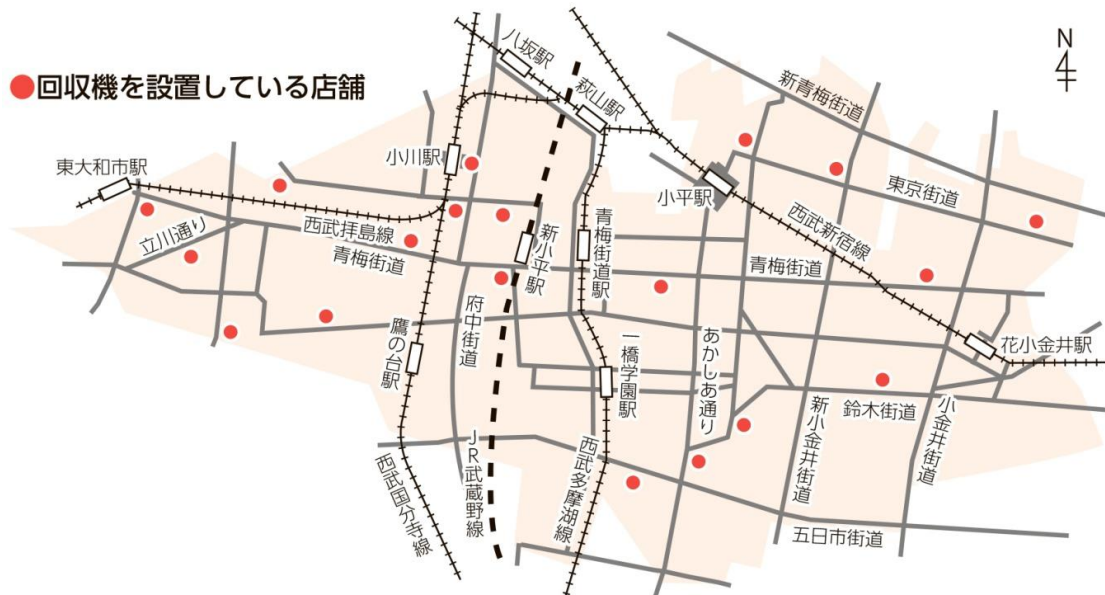 ●回収機を設置している店舗
N
八坂駅
萩山駅
新青梅街道
東大和市駅
小川駅
小平駅
東京街道
立川通り
西武拝島線
青梅街道
新小平駅
青梅街道駅
西武新宿線
青梅街道
鷹の台駅
府中街道
一橋学園駅
あかしあ通り
花小金井駅
鈴木街道
新小金井街道
小金井街道
西武国分寺線
JR武蔵野線
西武多摩湖線
五日市街道